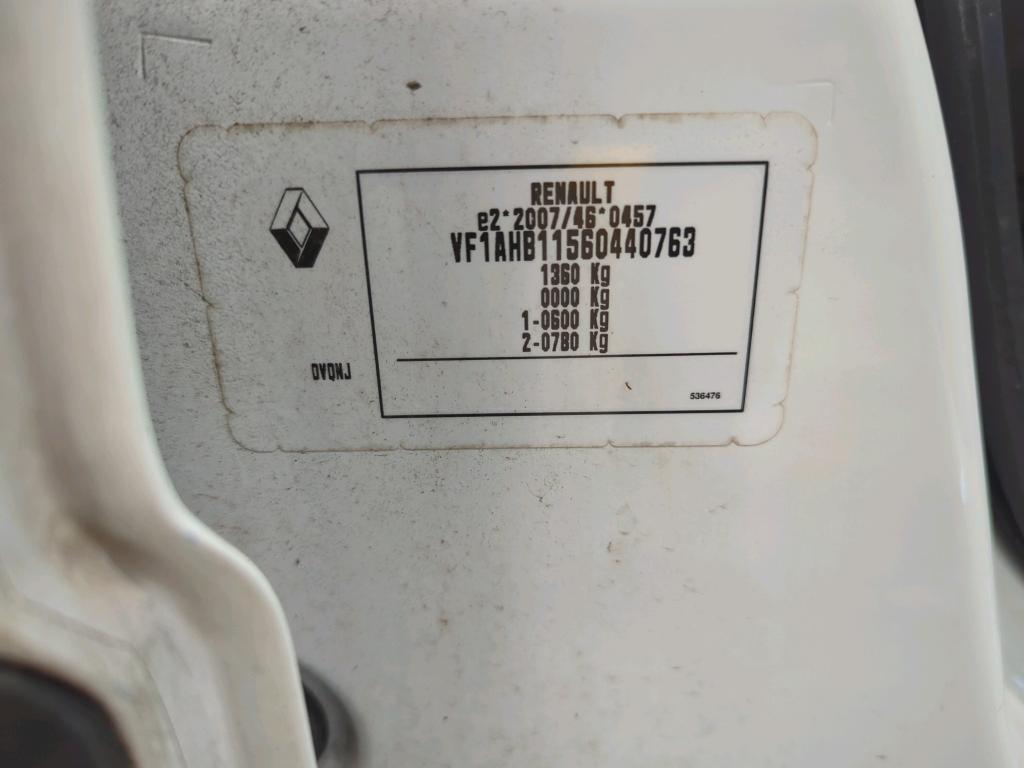 RENAULT
e2*2007/46*0457
VF1AHB11560440763
1360 Kg
0000 Kg
1-0600 Kg
2-0780 Kg
DVQNJ
536476